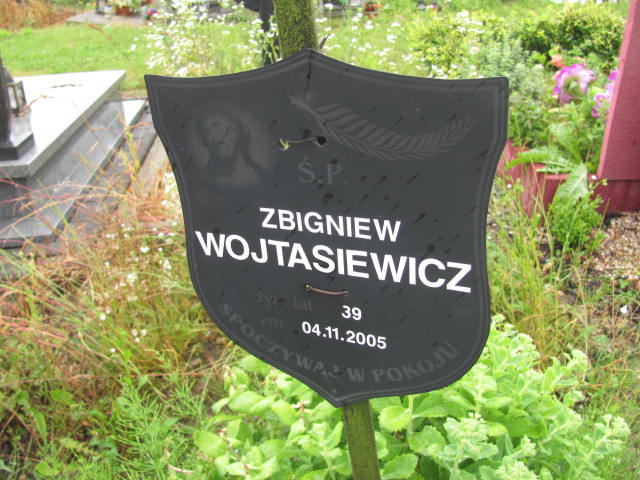 Ś.P.
ZBIGNIEW
WOJTASIEWICZ
żył lat 39
zm. 04.11.2005
SPOCZYWAJ W POKOJU